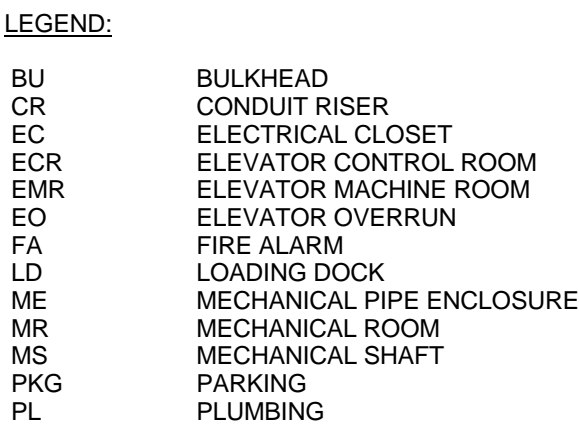 LEGEND:
BU BULKHEAD
CR CONDUIT RISER
EC ELECTRICAL CLOSET
ECR ELEVATOR CONTROL ROOM
EMR ELEVATOR MACHINE ROOM
EO ELEVATOR OVERRUN
FA FIRE ALARM
LD LOADING DOCK
ME MECHANICAL PIPE ENCLOSURE
MR MECHANICAL ROOM
MS MECHANICAL SHAFT
PKG PARKING
PL PLUMBING